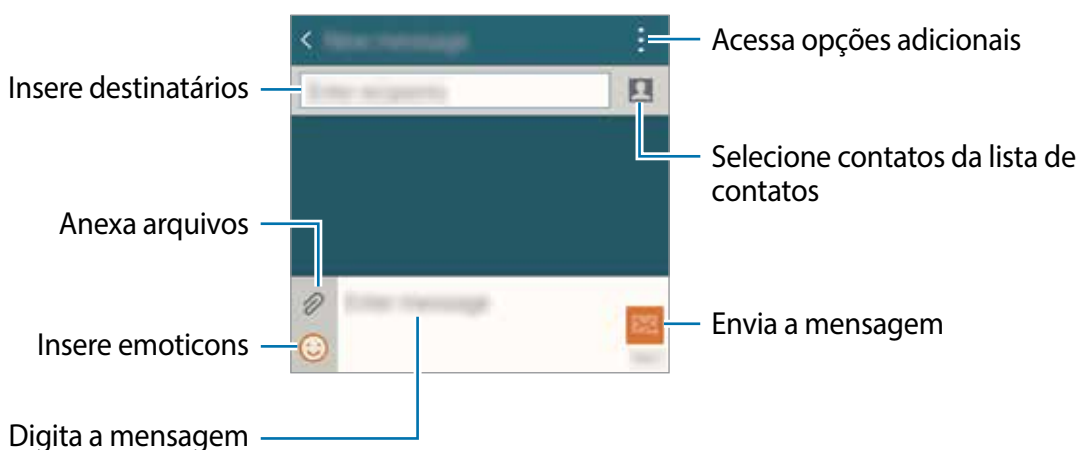 Acessa opções adicionais
Insere destinatários
Selecione contatos da lista de
contatos
Anexa arquivos
Envia a mensagem
Insere emoticons
Digita a mensagem